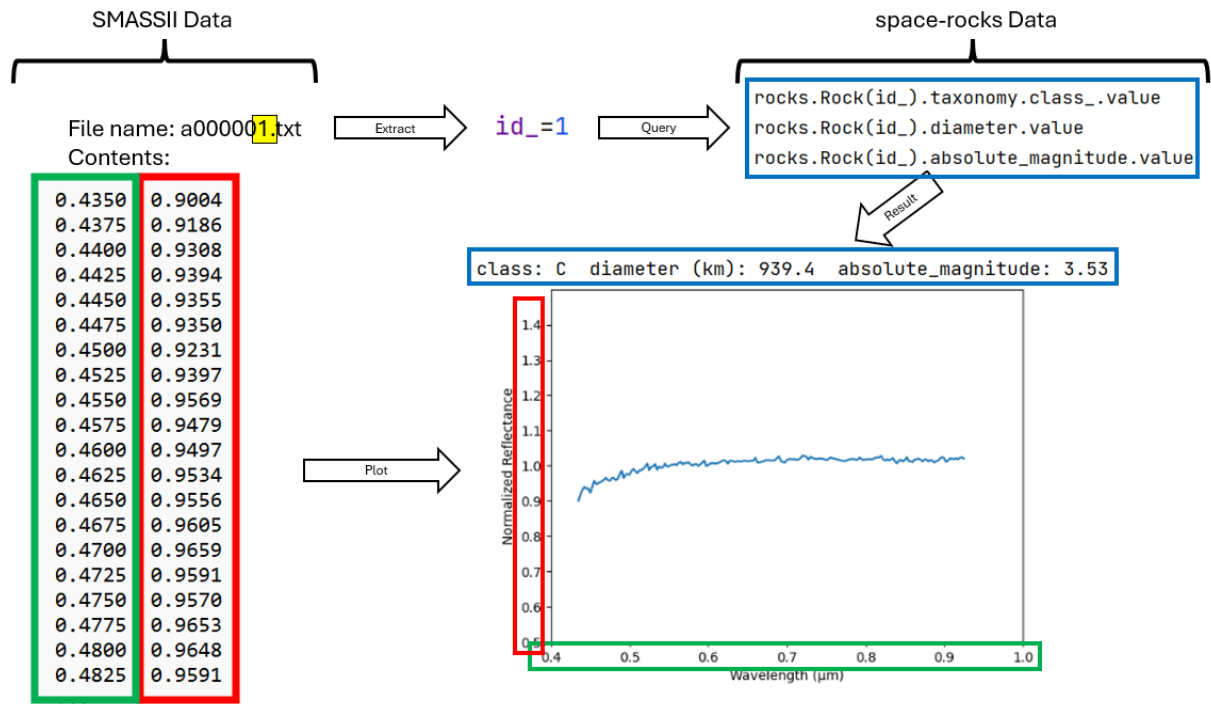 SMASSII Data
space-rocks Data
File name: a000001.txt
Contents:
Extract
id_=1
Query
rocks.Rock(id_).taxonomy.class_.value
rocks.Rock(id_).diameter.value
rocks.Rock(id_).absolute_magnitude.value
0.4350 0.9004
0.4375 0.9186
0.4400 0.9308
0.4425 0.9394
0.4450 0.9355
0.4475 0.9350
0.4500 0.9231
0.4525 0.9397
0.4550 0.9569
0.4575 0.9479
0.4600 0.9497
0.4625 0.9534
0.4650 0.9556
0.4675 0.9605
0.4700 0.9659
0.4725 0.9591
0.4750 0.9570
0.4775 0.9653
0.4800 0.9648
0.4825 0.9591
Plot
Result
class: C diameter (km): 939.4 absolute_magnitude: 3.53
Normalized Reflectance
1.4
1.3
1.2
1.1
1.0
0.9
0.8
0.7
0.6
0.5
0.4 0.5 0.6 0.7 0.8 0.9 1.0
Wavelength (µm)